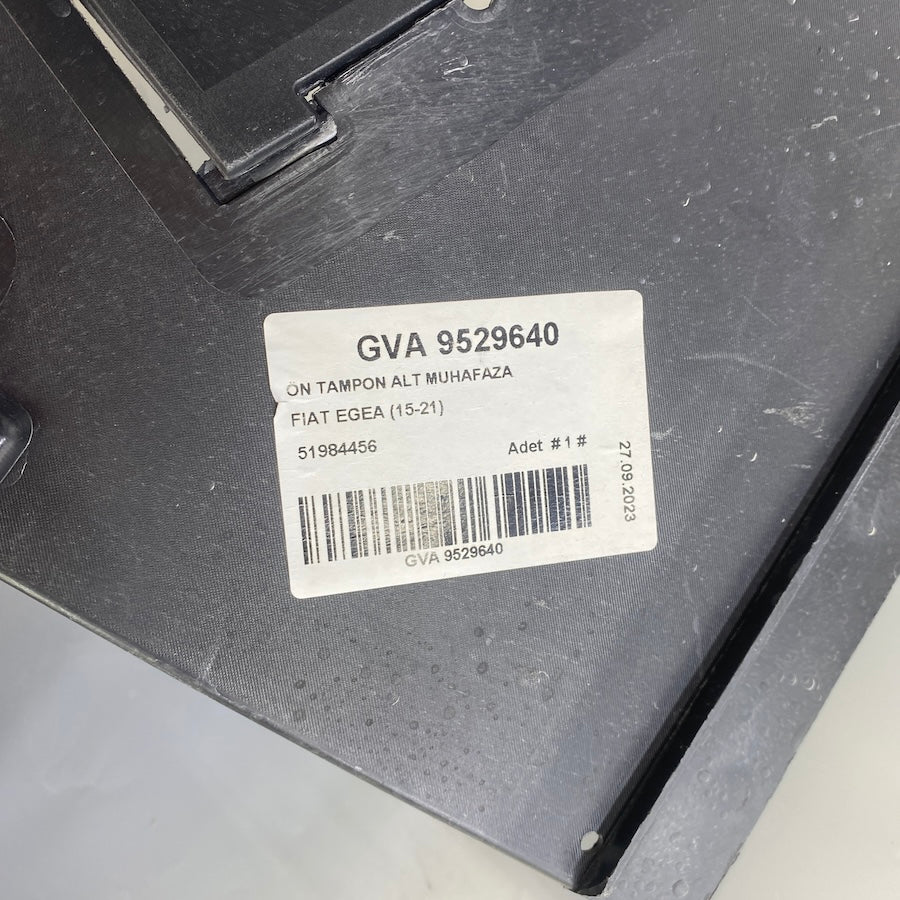 GVA 9529640
ÖN TAMPON ALT MUHAFAZA
FIAT EGEA (15-21)
51984456
Adet #1#
27.09.2023
GVA 9529640